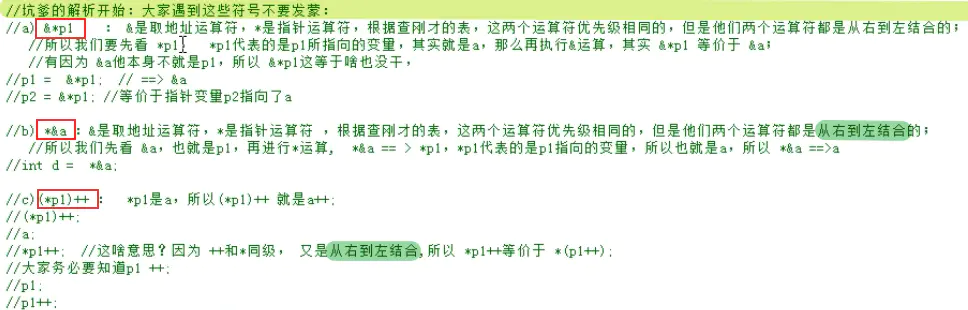 //坑爹的解析开始：大家遇到这些符号不要发蒙：
//a) &*p1 : &是取地址运算符，*是指针运算符，根据查刚才的表，这两个运算符优先级相同的，但是他们两个运算符都是从右到左结合的；
//所以我们要先看 *p1， *p1代表的是p1所指向的变量，其实就是a，那么再执行&运算，其实 &*p1 等价于 &a；
//有因为 &a他本身不就是p1，所以 &*p1这等于啥也没干，
//p1 = &*p1; // ==> &a
//p2 = &*p1; //等价于指针变量p2指向了a
//b) *&a：&是取地址运算符，*是指针运算符 ，根据查刚才的表，这两个运算符优先级相同的，但是他们两个运算符都是从右到左结合的；
//所以我们先看 &a，也就是p1，再进行*运算， *&a == > *p1，*p1代表的是p1指向的变量，所以也就是a，所以 *&a ==>a
//int d = *&a;
//c)(*p1)++： *p1是a，所以(*p1)++ 就是a++;
//(*p1)++;
//a;
//*p1++; //这啥意思？因为 ++和*同级， 又是从右到左结合,所以 *p1++等价于 *(p1++);
//大家务必要知道p1 ++;
//p1;
//p1++;